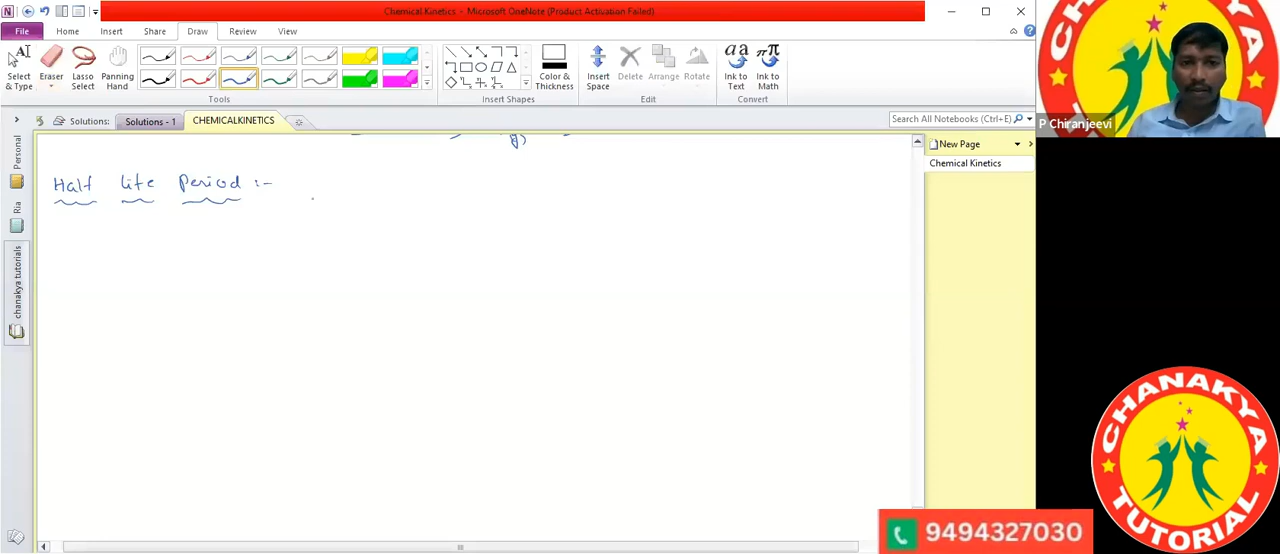 Chemical Kinetics - Microsoft OneNote (Product Activation Failed)
File Home Insert Share Draw Review View
Select & Type
Eraser
Lasso Select
Panning Hand
Color & Thickness
Insert Space
Delete
Arrange
Rotate
Ink to Text
Ink to Math
Tools
Insert Shapes
Edit
Convert
Solutions: Solutions - 1 CHEMICALKINETICS
Search All Notebooks (Ctrl+E)
New Page
Chemical Kinetics
Personal
Ria
chanakya tutorials
Half life Period :-
P Chiranjeevi
CHANAKYA
TUTORIAL
9494327030